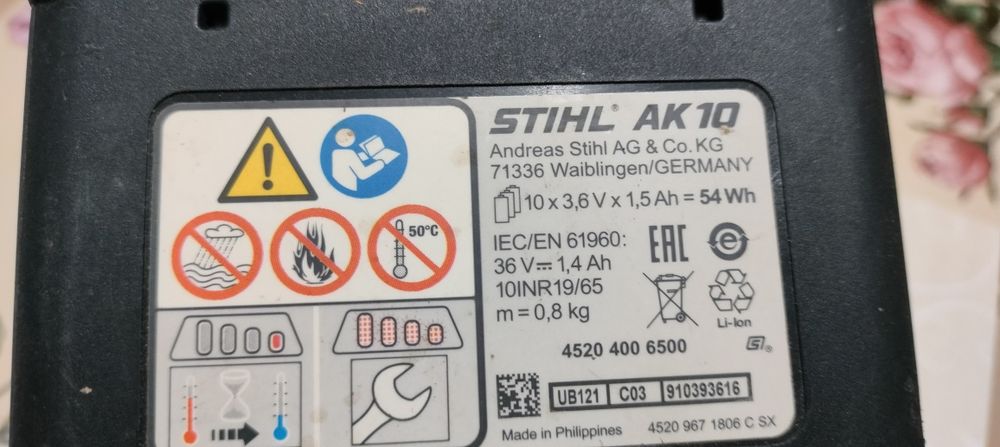 50°C
STIHL® AK 10
Andreas Stihl AG & Co. KG
71336 Waiblingen/GERMANY
10 x 3,6 V x 1,5 Ah = 54 Wh
IEC/EN 61960:
36 V⎓ 1,4 Ah
10INR19/65
m = 0,8 kg
EAC
e
Li-Ion
4520 400 6500
S®
UB121 C03 910393616
Made in Philippines 4520 967 1806 C SX